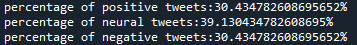 percentage of positive tweets:30.434782608695652%
percentage of neural tweets:39.130434782608695%
percentage of negative tweets:30.434782608695652%